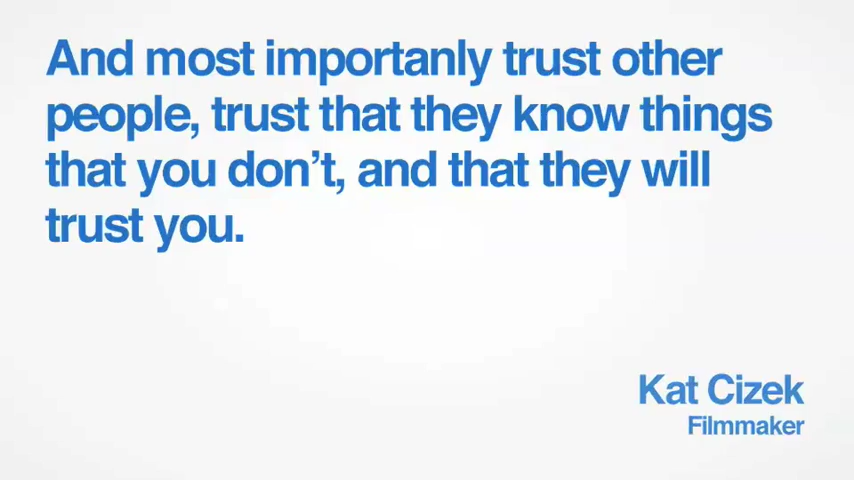 And most importanly trust other
people, trust that they know things
that you don’t, and that they will
trust you.
Kat Cizek
Filmmaker